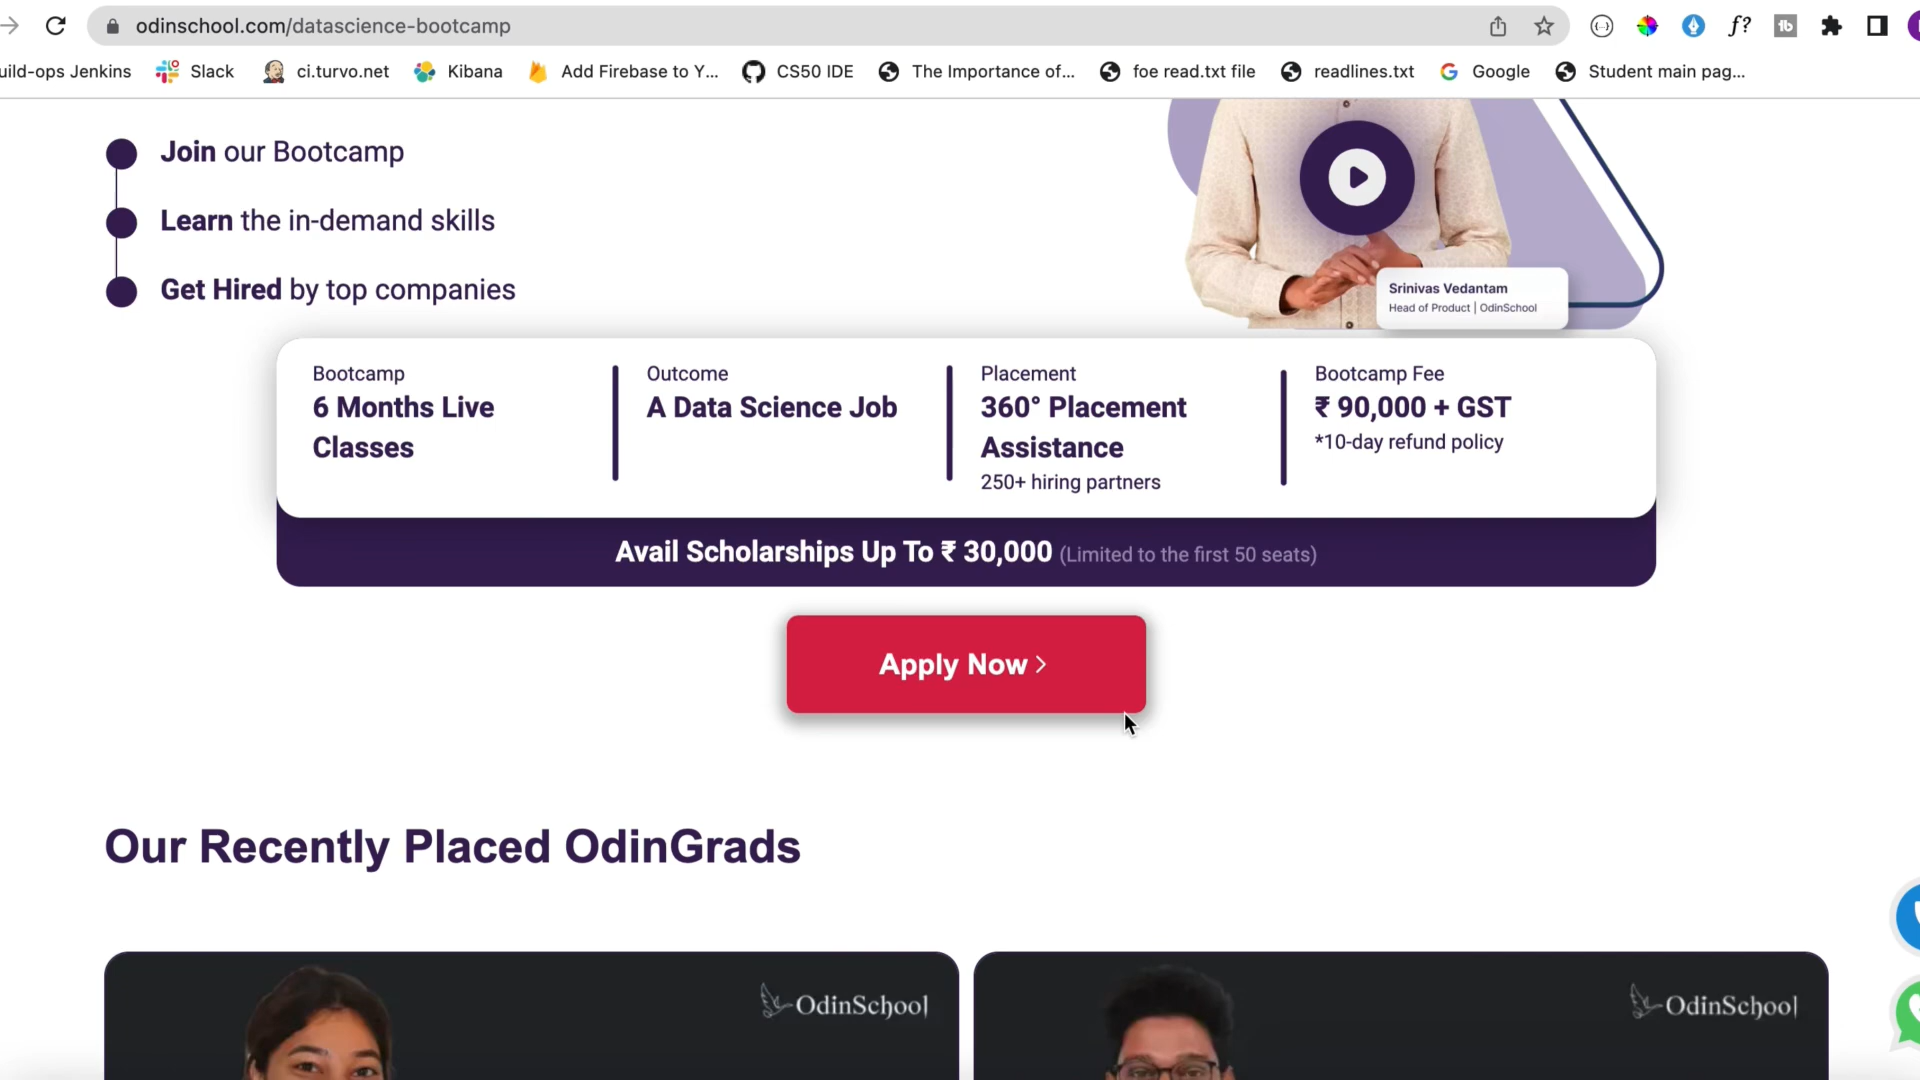 odinschool.com/datascience-bootcamp
uild-ops Jenkins
Slack
ci.turvo.net
Kibana
Add Firebase to Y...
CS50 IDE
The Importance of...
foe read.txt file
readlines.txt
Google
Student main pag...
Join our Bootcamp
Learn the in-demand skills
Get Hired by top companies
Srinivas Vedantam
Head of Product | OdinSchool
Bootcamp
6 Months Live
Classes
Outcome
A Data Science Job
Placement
360° Placement
Assistance
250+ hiring partners
Bootcamp Fee
₹ 90,000 + GST
*10-day refund policy
Avail Scholarships Up To ₹ 30,000 (Limited to the first 50 seats)
Apply Now >
Our Recently Placed OdinGrads
OdinSchool
OdinSchool